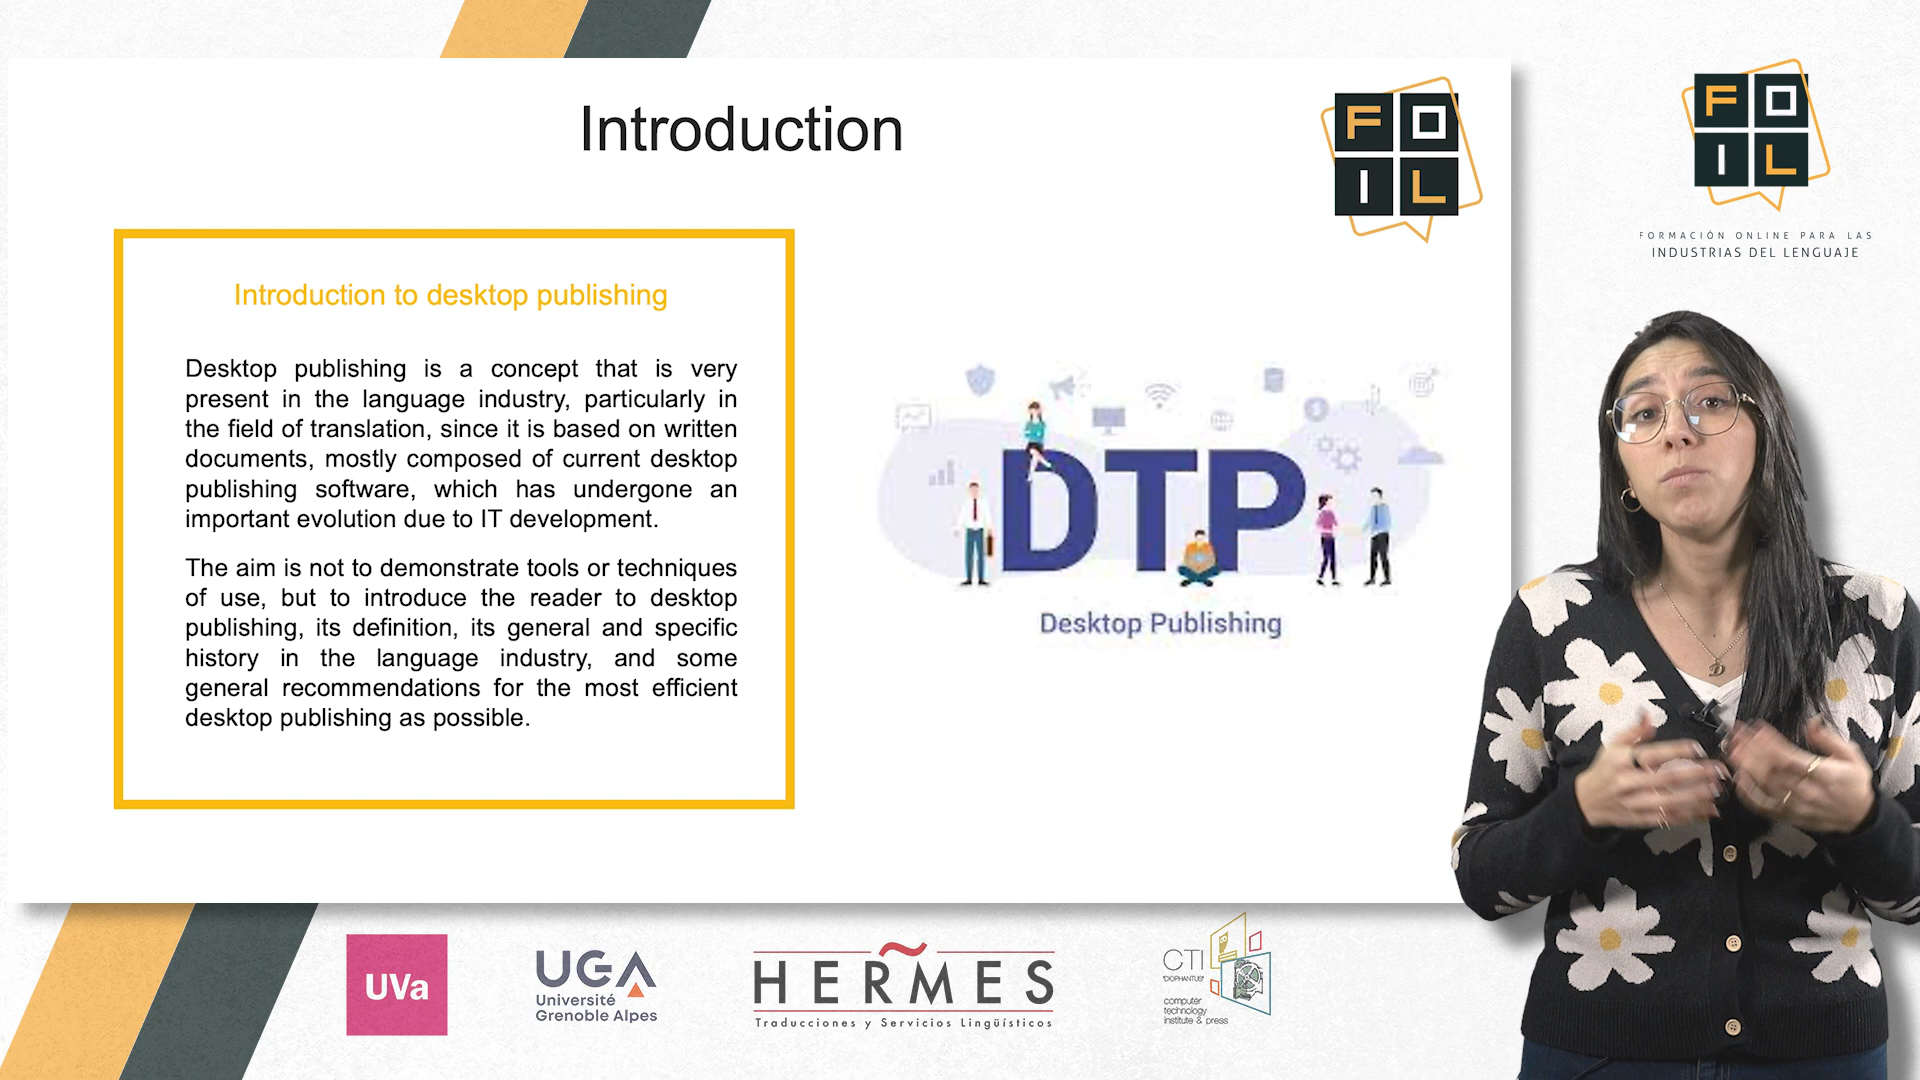 Introduction
F O
I L
F O
I L
FORMACIÓN ONLINE PARA LAS
INDUSTRIAS DEL LENGUAJE
Introduction to desktop publishing
Desktop publishing is a concept that is very
present in the language industry, particularly in
the field of translation, since it is based on written
documents, mostly composed of current desktop
publishing software, which has undergone an
important evolution due to IT development.
The aim is not to demonstrate tools or techniques
of use, but to introduce the reader to desktop
publishing, its definition, its general and specific
history in the language industry, and some
general recommendations for the most efficient
desktop publishing as possible.
DTP
Desktop Publishing
UVa
UGA
Université
Grenoble Alpes
HERMES
Traducciones y Servicios Lingüísticos
CTI
"DIOPHANTUS"
computer
technology
institute & press